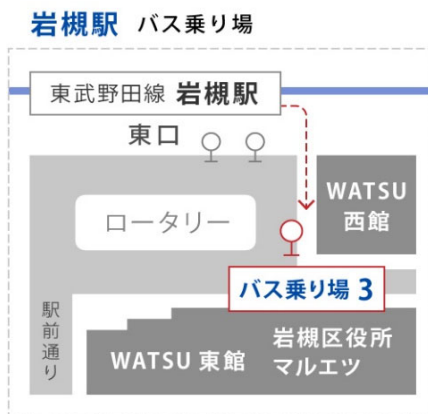 岩槻駅 バス乗り場
東武野田線 岩槻駅
東口
WATSU
西館
ロータリー
バス乗り場 3
駅前通り
岩槻区役所
WATSU 東館 マルエツ